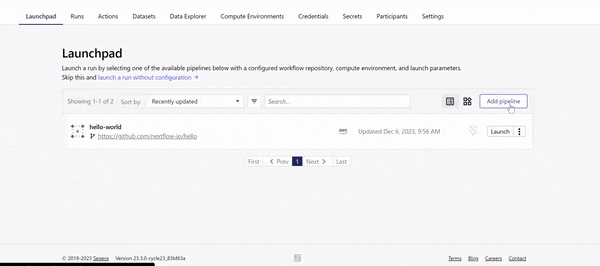 Launchpad Runs Actions Datasets Data Explorer Compute Environments Credentials Secrets Participants Settings
Launchpad
Launch a run by selecting one of the available pipelines below with a configured workflow repository, compute environment, and launch parameters.
Skip this and launch a run without configuration →
Showing 1-1 of 2 Sort by: Recently updated Search... Add pipeline
hello-world
https://github.com/nextflow-io/hello
Updated Dec 6, 2023, 9:56 AM Launch
First Prev 1 Next Last
© 2019-2023 Seqera Version 23.3.0-cycle23_83bf63a Terms Blog Careers Contact